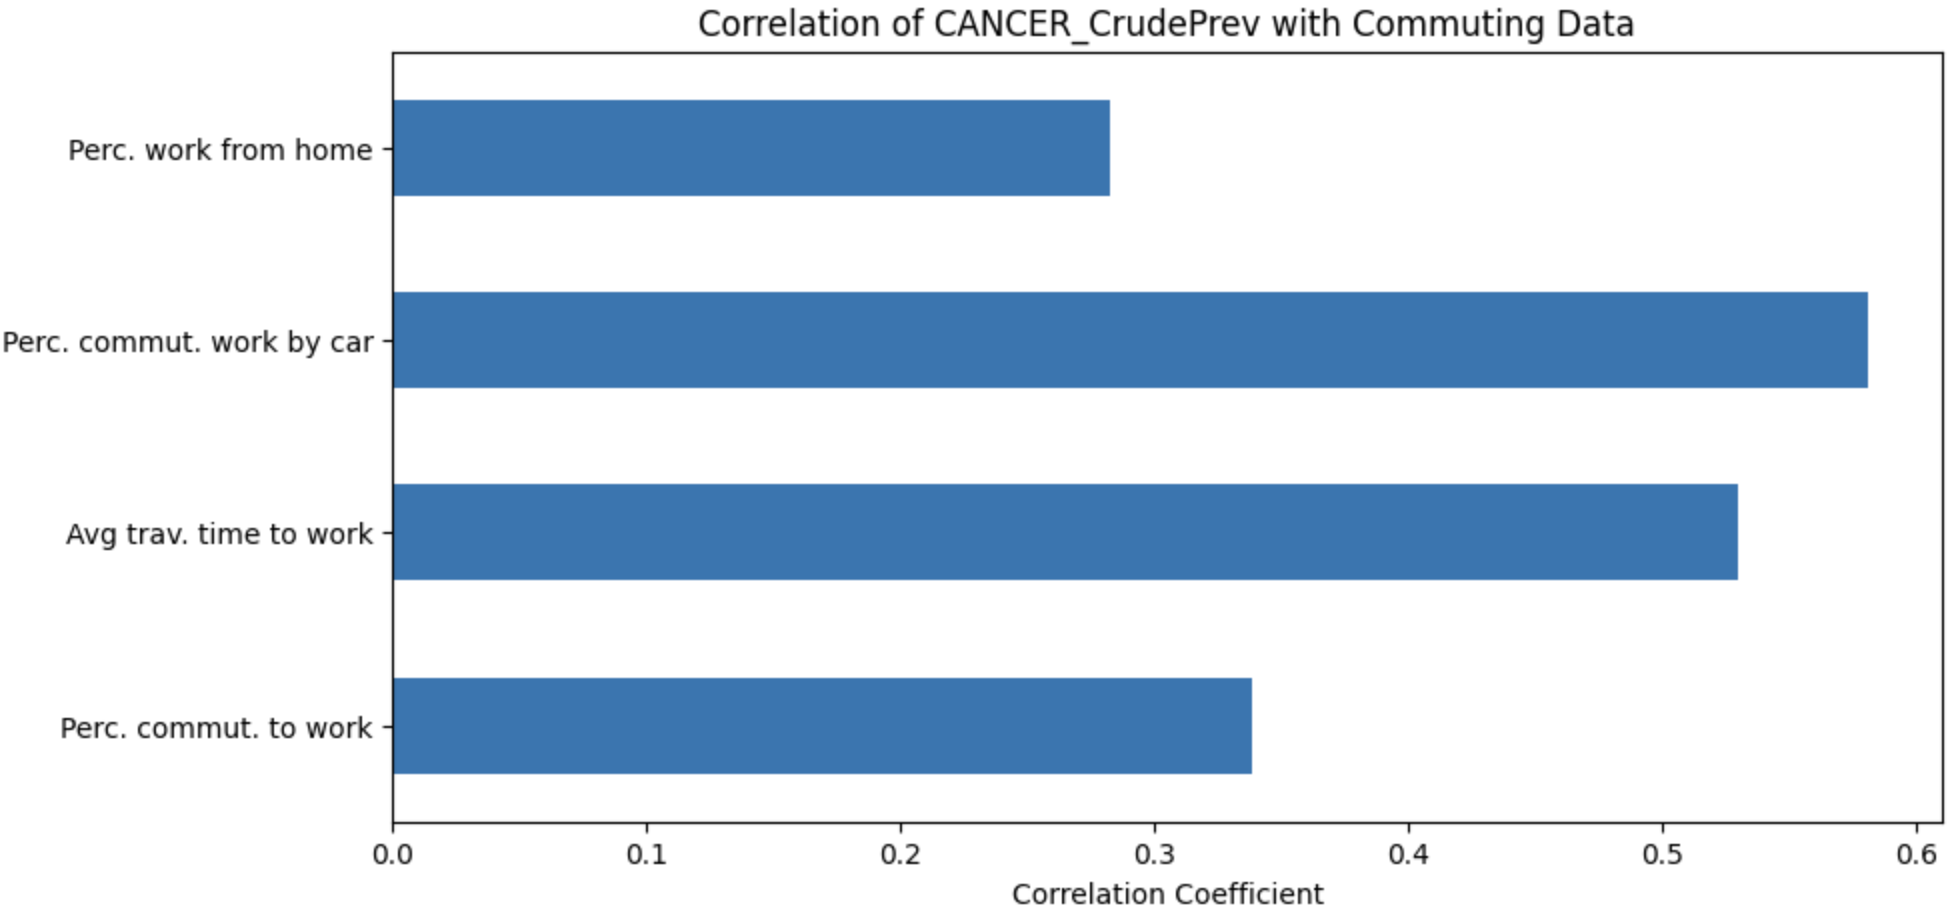 Correlation of CANCER_CrudePrev with Commuting Data
Perc. work from home
Perc. commut. work by car
Avg trav. time to work
Perc. commut. to work
0.0 0.1 0.2 0.3 0.4 0.5 0.6
Correlation Coefficient